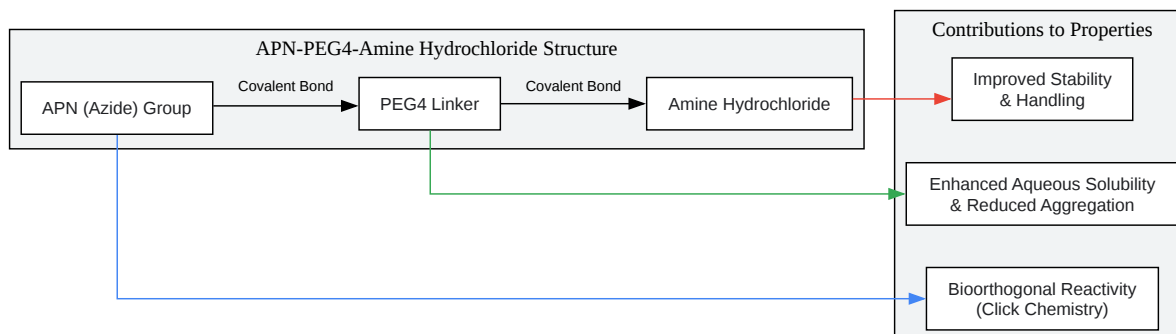 Contributions to Properties
APN-PEG4-Amine Hydrochloride Structure
APN (Azide) Group
Covalent Bond
PEG4 Linker
Covalent Bond
Amine Hydrochloride
Improved Stability
& Handling
Enhanced Aqueous Solubility
& Reduced Aggregation
Bioorthogonal Reactivity
(Click Chemistry)